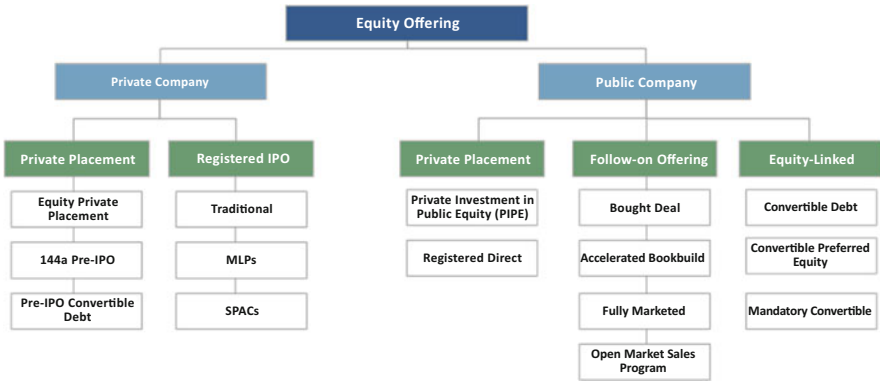 Equity Offering
Private Company
Public Company
Private Placement
Registered IPO
Private Placement
Follow-on Offering
Equity-Linked
Equity Private
Placement
144a Pre-IPO
Pre-IPO Convertible
Debt
Traditional
MLPs
SPACs
Private Investment in
Public Equity (PIPE)
Registered Direct
Bought Deal
Accelerated Bookbuild
Fully Marketed
Open Market Sales
Program
Convertible Debt
Convertible Preferred
Equity
Mandatory Convertible